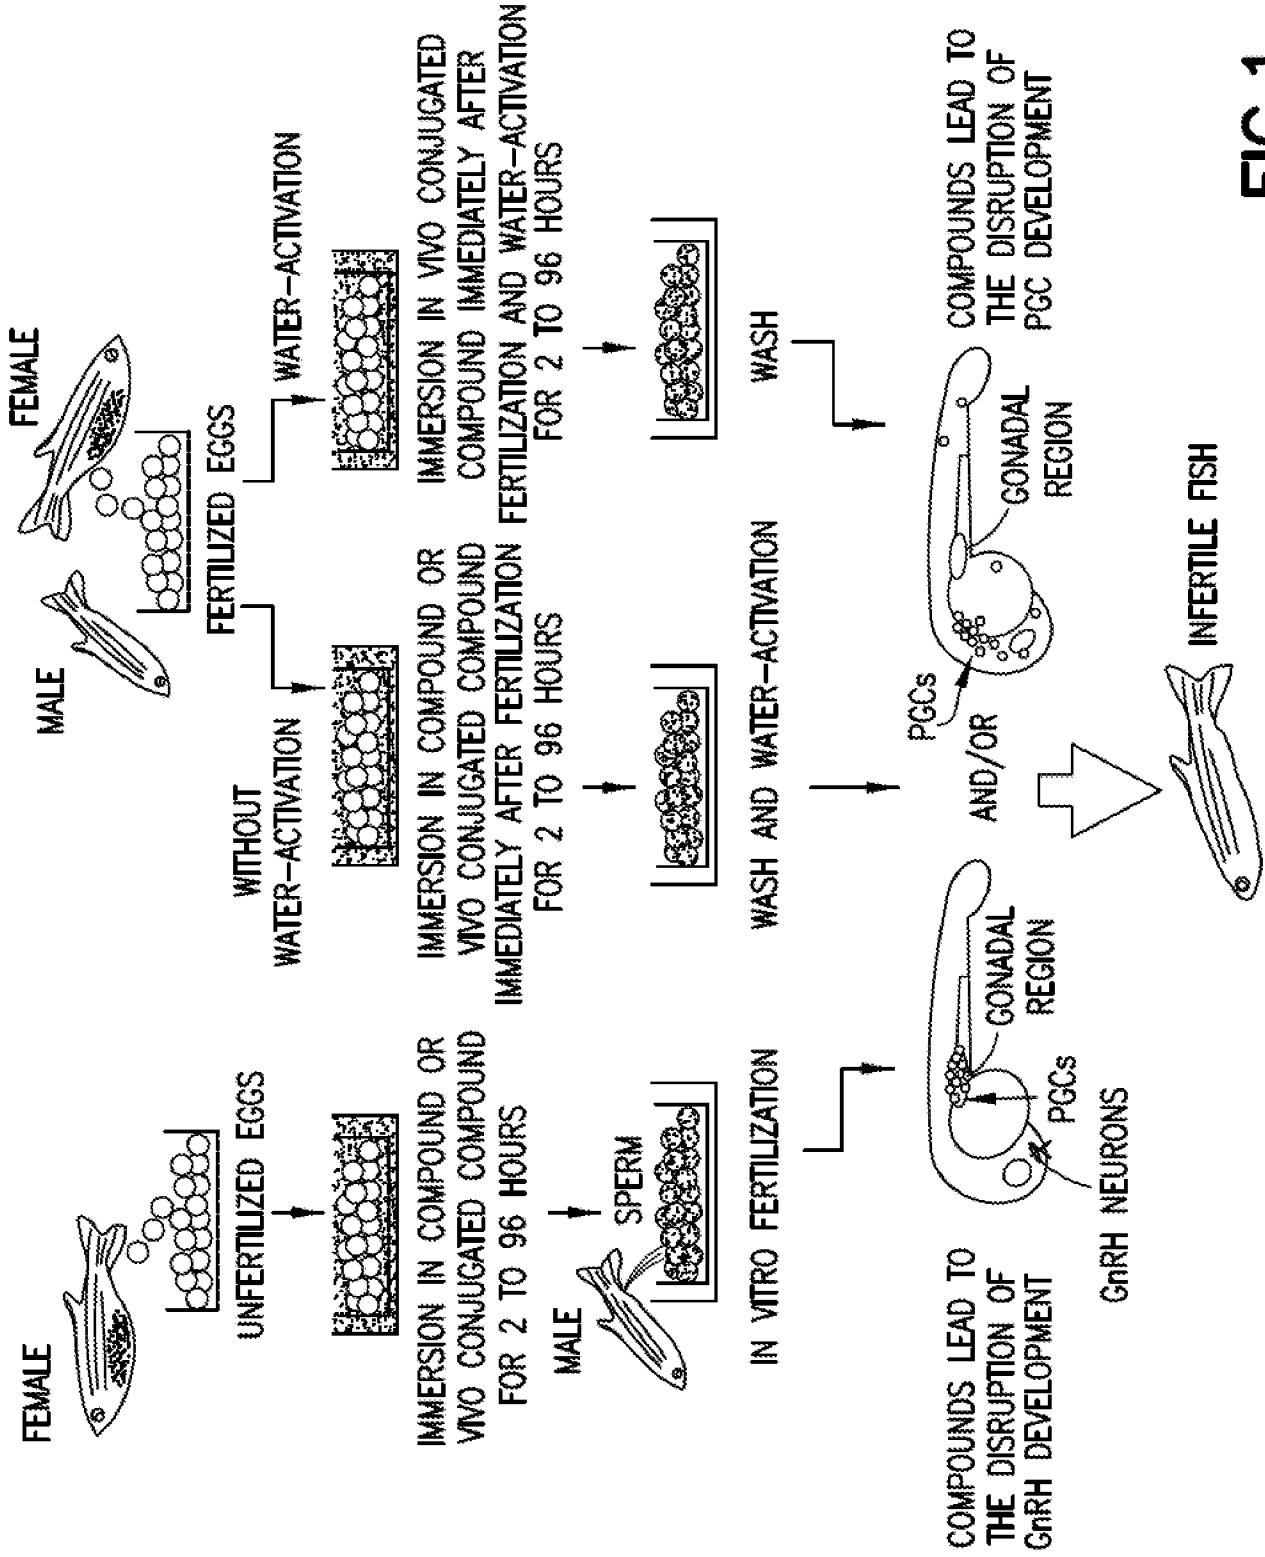 FEMALE
UNFERTILIZED EGGS
IMMERSION IN COMPOUND OR
VIVO CONJUGATED COMPOUND
FOR 2 TO 96 HOURS
MALE
SPERM
IN VITRO FERTILIZATION
MALE
FEMALE
FERTILIZED EGGS
WITHOUT
WATER-ACTIVATION
IMMERSION IN COMPOUND OR
VIVO CONJUGATED COMPOUND
IMMEDIATELY AFTER FERTILIZATION
FOR 2 TO 96 HOURS
WASH AND WATER-ACTIVATION
WATER-ACTIVATION
IMMERSION IN VIVO CONJUGATED
COMPOUND IMMEDIATELY AFTER
FERTILIZATION AND WATER-ACTIVATION
FOR 2 TO 96 HOURS
WASH
COMPOUNDS LEAD TO
THE DISRUPTION OF
GnRH DEVELOPMENT
GnRH NEURONS
PGCs
GONADAL
REGION
AND/OR
PGCs
GONADAL
REGION
COMPOUNDS LEAD TO
THE DISRUPTION OF
PGC DEVELOPMENT
INFERTILE FISH
FIG.1